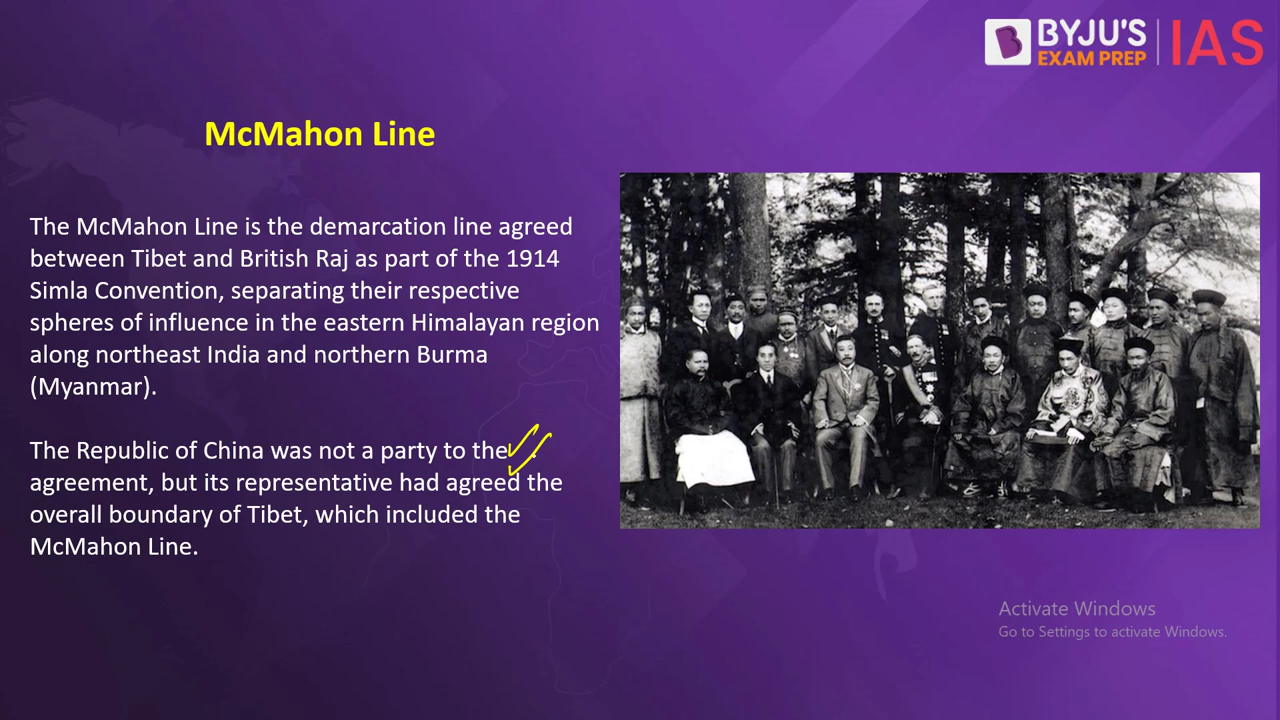 BYJU'S
EXAM PREP
IAS
McMahon Line
The McMahon Line is the demarcation line agreed
between Tibet and British Raj as part of the 1914
Simla Convention, separating their respective
spheres of influence in the eastern Himalayan region
along northeast India and northern Burma
(Myanmar).
The Republic of China was not a party to the
agreement, but its representative had agreed the
overall boundary of Tibet, which included the
McMahon Line.
Activate Windows
Go to Settings to activate Windows.